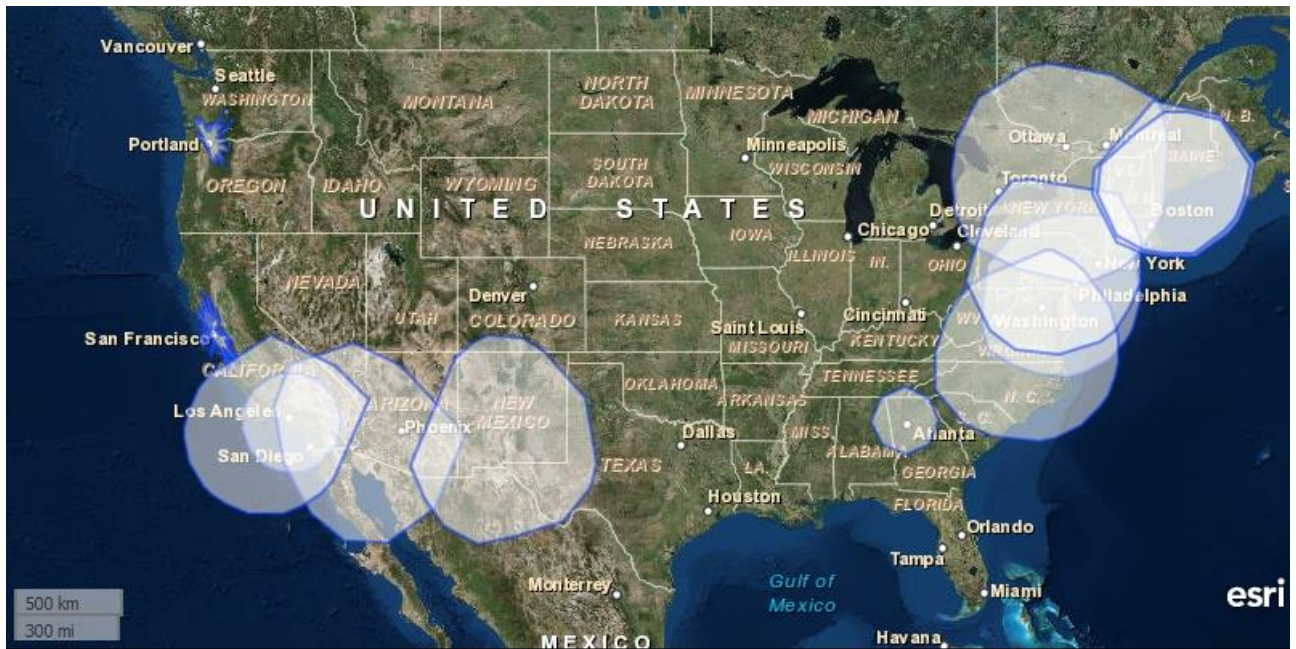 Vancouver
Seattle
WASHINGTON
Portland
OREGON
IDAHO
MONTANA
WYOMING
NORTH
DAKOTA
SOUTH
DAKOTA
MINNESOTA
Minneapolis
WISCONSIN
MICHIGAN
Ottawa
Montréal
N. B.
MAINE
VT.
Toronto
NEW YORK
Boston
UNITED STATES
Detroit
Cleveland
Chicago
NEBRASKA
IOWA
ILLINOIS
IN.
OHIO
New York
Philadelphia
NEVADA
UTAH
Denver
COLORADO
KANSAS
Saint Louis
MISSOURI
Cincinnati
KENTUCKY
WV
Washington
VIRGINIA
San Francisco
CALIFORNIA
Los Angeles
ARIZONA
Phoenix
San Diego
NEW
MEXICO
OKLAHOMA
ARKANSAS
TENNESSEE
N. C.
S. C.
Atlanta
Dallas
TEXAS
LA.
MISS.
ALABAMA
GEORGIA
Houston
FLORIDA
Orlando
Tampa
Miami
Monterrey
Gulf of
Mexico
MEXICO
Havana
500 km
300 mi
esri